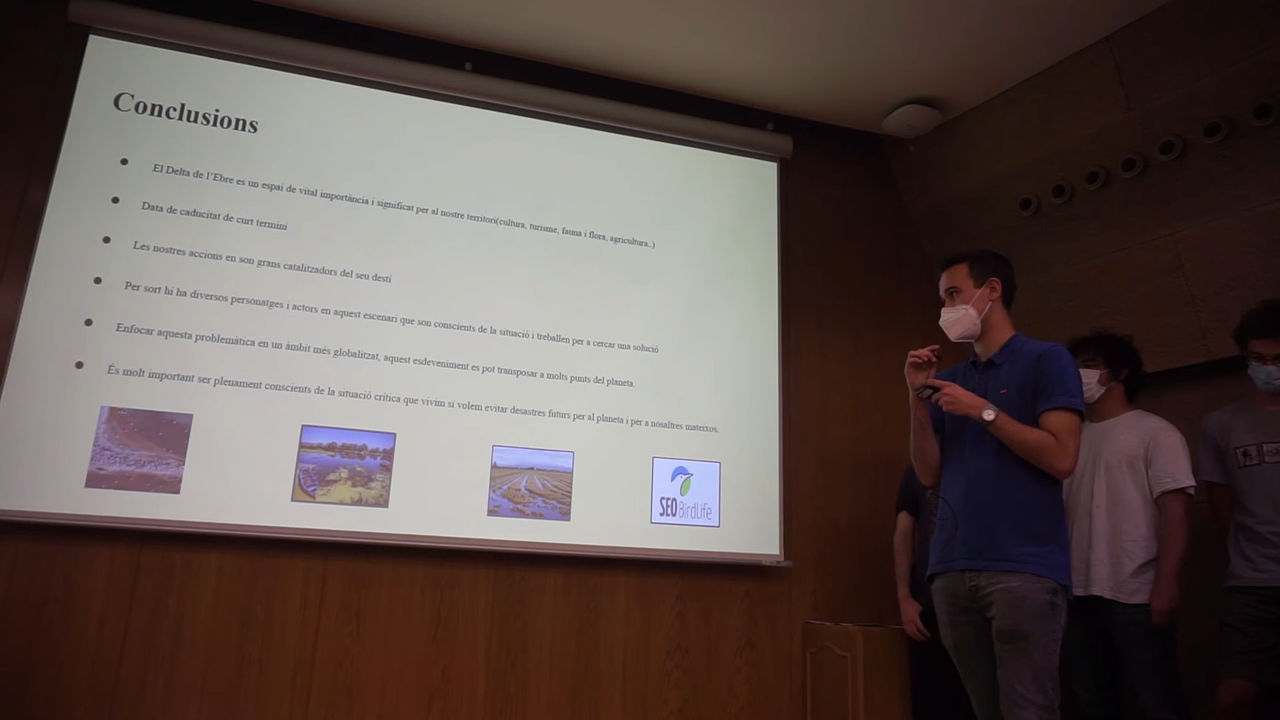 Conclusions
El Delta de l'Ebre es un espai de vital importància i significat per al nostre territori(cultura, turisme, fauna i flora, agricultura..)
Data de caducitat de curt termini
Les nostres accions en son grans catalitzadors del seu destí
Per sort hi ha diversos personatges i actors en aquest escenari que son conscients de la situació i treballen per a cercar una solució
Enfocar aquesta problemàtica en un àmbit més globalitzat, aquest esdeveniment es pot transposar a molts punts del planeta.
És molt important ser plenament conscients de la situació crítica que vivim si volem evitar desastres futurs per al planeta i per a nosaltres mateixos.
SEO BirdLife